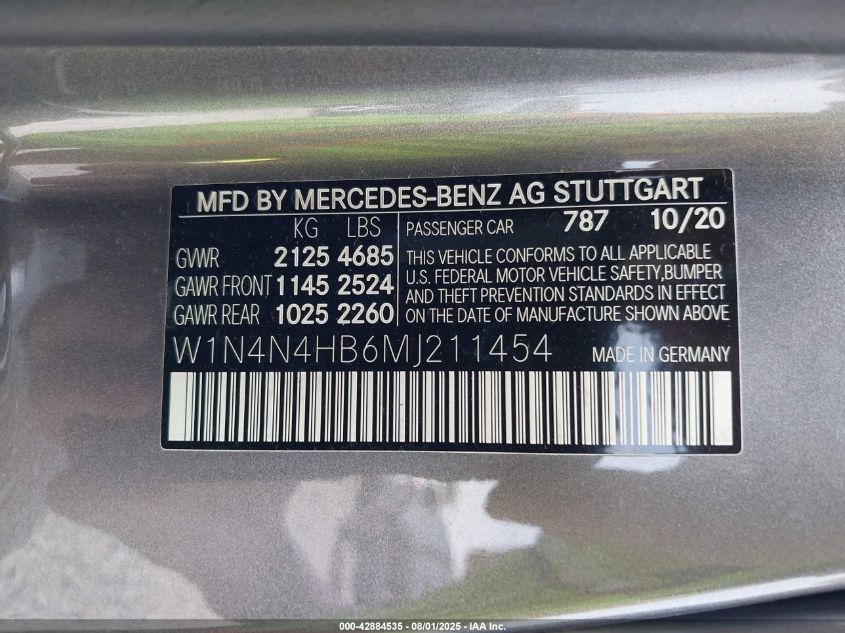 MFD BY MERCEDES-BENZ AG STUTTGART
KG LBS
GVWR 2125 4685
GAWR FRONT 1145 2524
GAWR REAR 1025 2260
PASSENGER CAR 787 10/20
THIS VEHICLE CONFORMS TO ALL APPLICABLE
U.S. FEDERAL MOTOR VEHICLE SAFETY,BUMPER
AND THEFT PREVENTION STANDARDS IN EFFECT
ON THE DATE OF MANUFACTURE SHOWN ABOVE
W1N4N4HB6MJ211454 MADE IN GERMANY
000-42884535 - 08/01/2025 - IAA Inc.